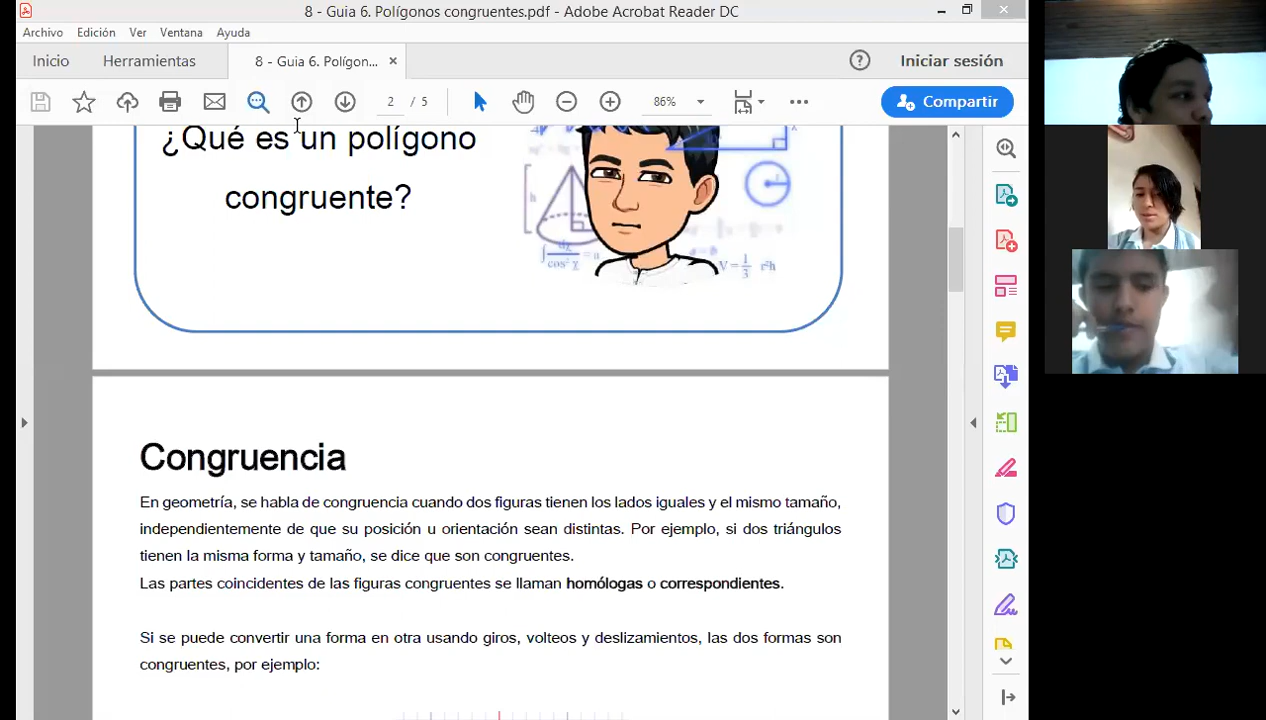 8 - Guia 6. Polígonos congruentes.pdf - Adobe Acrobat Reader DC
Archivo Edición Ver Ventana Ayuda
Inicio Herramientas 8 - Guia 6. Polígon... × Iniciar sesión
2 / 5 86% Compartir
¿Qué es un polígono
congruente?
h
V = 1/3 r²h
Congruencia
En geometría, se habla de congruencia cuando dos figuras tienen los lados iguales y el mismo tamaño,
independientemente de que su posición u orientación sean distintas. Por ejemplo, si dos triángulos
tienen la misma forma y tamaño, se dice que son congruentes.
Las partes coincidentes de las figuras congruentes se llaman homólogas o correspondientes.
Si se puede convertir una forma en otra usando giros, volteos y deslizamientos, las dos formas son
congruentes, por ejemplo: